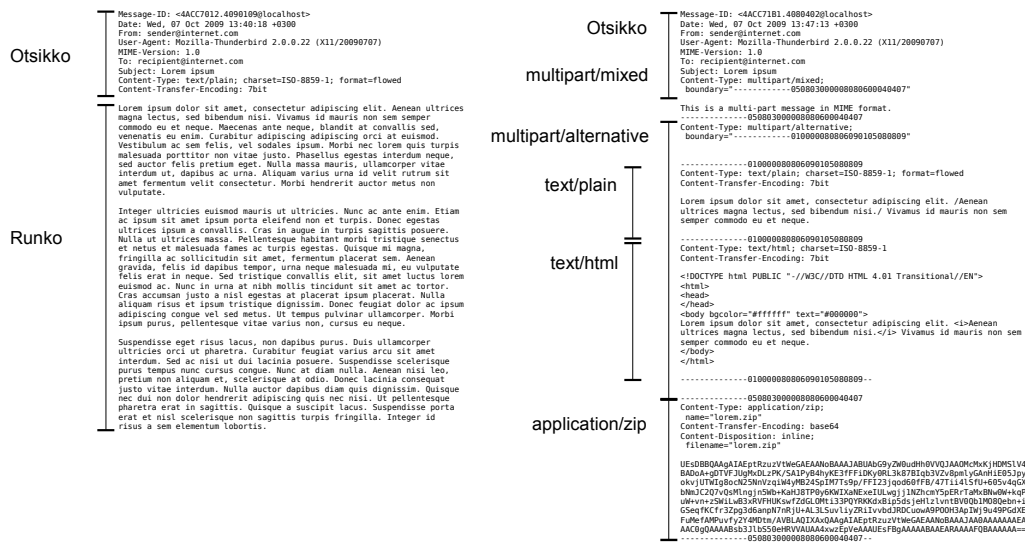 Otsikko
Message-ID: <4ACC7012.4090109@localhost>
Date: Wed, 07 Oct 2009 13:40:18 +0300
From: sender@internet.com
User-Agent: Mozilla-Thunderbird 2.0.0.22 (X11/20090707)
MIME-Version: 1.0
To: recipient@internet.com
Subject: Lorem ipsum
Content-Type: text/plain; charset=ISO-8859-1; format=flowed
Content-Transfer-Encoding: 7bit
Runko
Lorem ipsum dolor sit amet, consectetur adipiscing elit. Aenean ultrices
magna lectus, sed bibendum nisi. Vivamus id mauris non sem semper
commodo eu et neque. Maecenas ante neque, blandit at convallis sed,
venenatis eu enim. Curabitur adipiscing adipiscing orci at euismod.
Vestibulum ac sem felis, vel sodales ipsum. Morbi nec lorem quis turpis
malesuada porttitor non vitae justo. Phasellus egestas interdum neque,
sed auctor felis pretium eget. Nulla massa mauris, ullamcorper vitae
interdum ut, dapibus ac urna. Aliquam varius urna id velit rutrum sit
amet fermentum velit consectetur. Morbi hendrerit auctor metus non
vulputate.
Integer ultricies euismod mauris ut ultricies. Nunc ac ante enim. Etiam
ac ipsum sit amet ipsum porta eleifend non et turpis. Donec egestas
ultrices ipsum a convallis. Cras in augue in turpis sagittis posuere.
Nulla ut ultrices massa. Pellentesque habitant morbi tristique senectus
et netus et malesuada fames ac turpis egestas. Quisque mi magna,
fringilla ac sollicitudin sit amet, fermentum placerat sem. Aenean
gravida, felis id dapibus tempor, urna neque malesuada mi, eu vulputate
felis erat in neque. Sed tristique convallis elit, sit amet luctus lorem
euismod ac. Nunc in urna at nibh mollis tincidunt sit amet ac tortor.
Cras accumsan justo a nisl egestas at placerat ipsum placerat. Nulla
aliquam risus et ipsum tristique dignissim. Donec feugiat dolor ac ipsum
adipiscing congue vel sed metus. Ut tempus pulvinar ullamcorper. Morbi
ipsum purus, pellentesque vitae varius non, cursus eu neque.
Suspendisse eget risus lacus, non dapibus purus. Duis ullamcorper
ultricies orci ut pharetra. Curabitur feugiat varius arcu sit amet
interdum. Sed ac nisi ut dui lacinia posuere. Suspendisse scelerisque
purus tempus nunc cursus congue. Nunc at diam nulla. Aenean nisi leo,
pretium non aliquam et, scelerisque at odio. Donec lacinia consequat
justo vitae interdum. Nulla auctor dapibus diam quis dignissim. Quisque
nec dui non dolor hendrerit adipiscing quis nec nisi. Ut pellentesque
pharetra erat in sagittis. Quisque a suscipit lacus. Suspendisse porta
erat et nisl scelerisque non sagittis turpis fringilla. Integer id
risus a sem elementum lobortis.
Otsikko
multipart/mixed
Message-ID: <4ACC71B1.4080402@localhost>
Date: Wed, 07 Oct 2009 13:47:13 +0300
From: sender@internet.com
User-Agent: Mozilla-Thunderbird 2.0.0.22 (X11/20090707)
MIME-Version: 1.0
To: recipient@internet.com
Subject: Lorem ipsum
Content-Type: multipart/mixed;
boundary="------------050803000008080600040407"
This is a multi-part message in MIME format.
--------------050803000008080600040407
multipart/alternative
Content-Type: multipart/alternative;
boundary="------------010000080806090105080809"
--------------010000080806090105080809
text/plain
Content-Type: text/plain; charset=ISO-8859-1; format=flowed
Content-Transfer-Encoding: 7bit
Lorem ipsum dolor sit amet, consectetur adipiscing elit. /Aenean
ultrices magna lectus, sed bibendum nisi./ Vivamus id mauris non sem
semper commodo eu et neque.
--------------010000080806090105080809
text/html
Content-Type: text/html; charset=ISO-8859-1
Content-Transfer-Encoding: 7bit
<!DOCTYPE html PUBLIC "-//W3C//DTD HTML 4.01 Transitional//EN">
<html>
<head>
</head>
<body bgcolor="#ffffff" text="#000000">
Lorem ipsum dolor sit amet, consectetur adipiscing elit. <i>Aenean
ultrices magna lectus, sed bibendum nisi.</i> Vivamus id mauris non sem
semper commodo eu et neque.
</body>
</html>
--------------010000080806090105080809--
--------------050803000008080600040407
application/zip
Content-Type: application/zip;
name="lorem.zip"
Content-Transfer-Encoding: base64
Content-Disposition: inline;
filename="lorem.zip"
--------------050803000008080600040407--